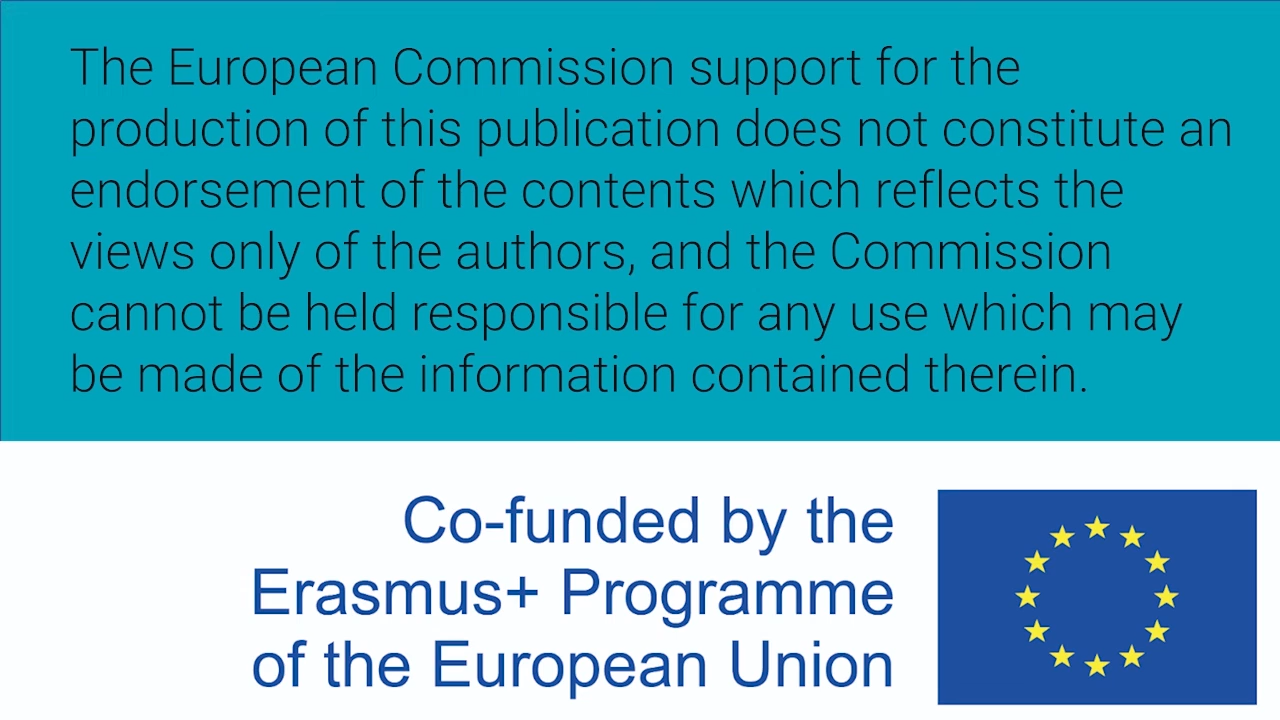 The European Commission support for the
production of this publication does not constitute an
endorsement of the contents which reflects the
views only of the authors, and the Commission
cannot be held responsible for any use which may
be made of the information contained therein.
Co-funded by the
Erasmus+ Programme
of the European Union